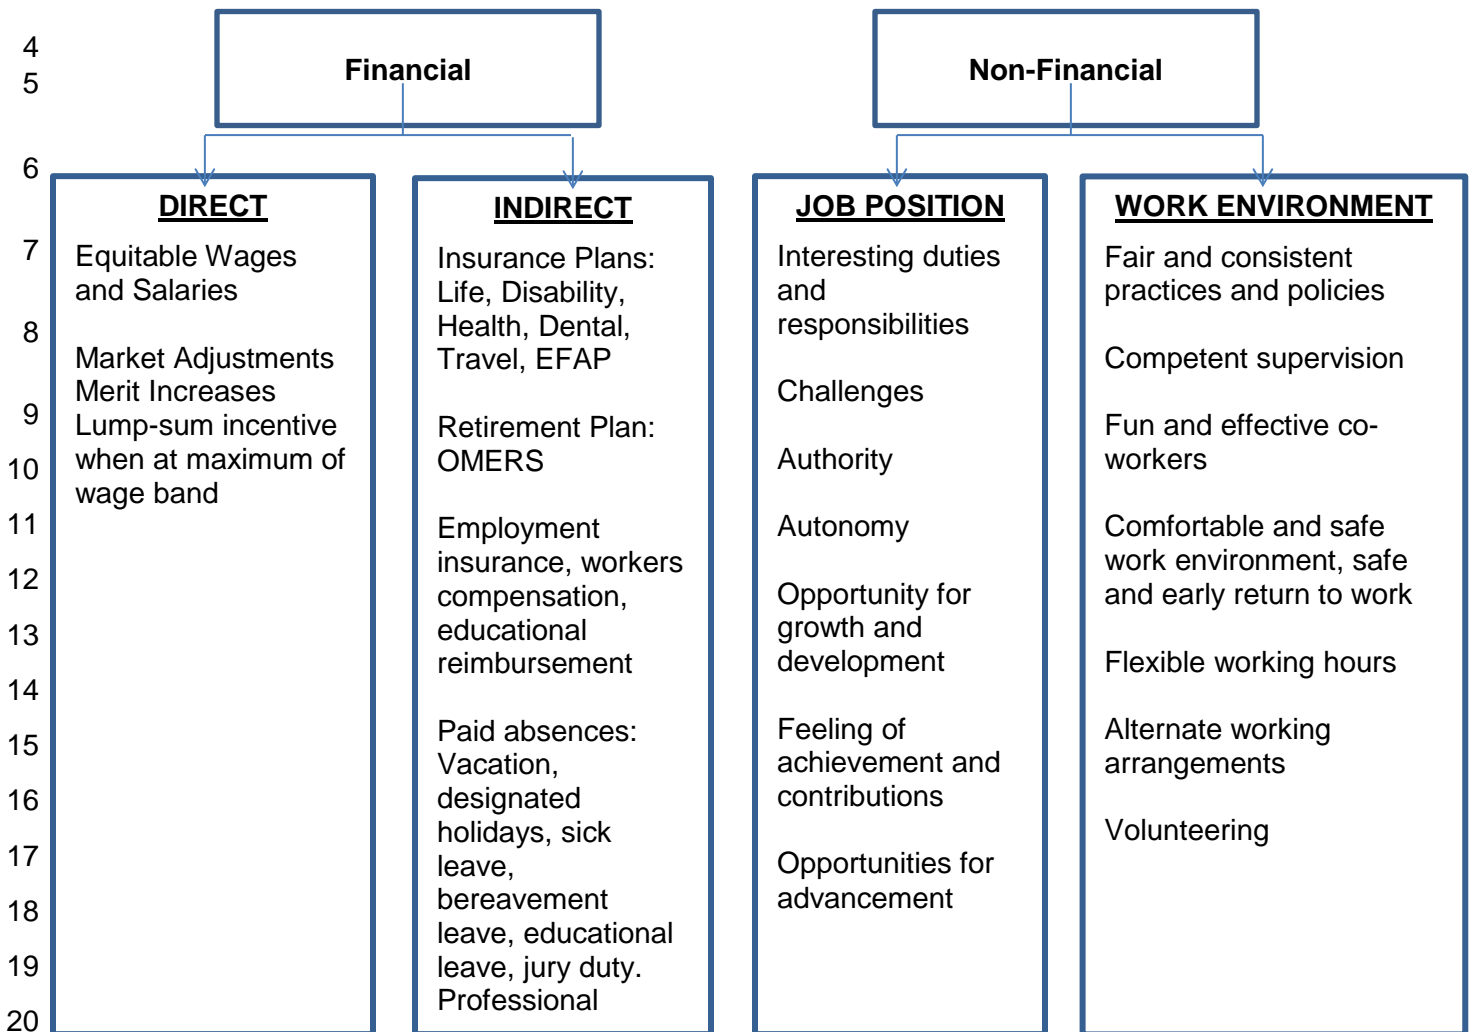 4
5
Financial
Non-Financial
6
DIRECT
7
Equitable Wages
and Salaries
8
Market Adjustments
Merit Increases
9
Lump-sum incentive
10
when at maximum of
wage band
INDIRECT
Insurance Plans:
Life, Disability,
Health, Dental,
Travel, EFAP
Retirement Plan:
OMERS
11
Employment
insurance, workers
12
compensation,
13
educational
reimbursement
14
15
Paid absences:
Vacation,
16
designated
holidays, sick
17
leave,
18
bereavement
leave, educational
19
leave, jury duty.
Professional
20
JOB POSITION
Interesting duties
and
responsibilities
Challenges
Authority
Autonomy
Opportunity for
growth and
development
Feeling of
achievement and
contributions
Opportunities for
advancement
WORK ENVIRONMENT
Fair and consistent
practices and policies
Competent supervision
Fun and effective co-
workers
Comfortable and safe
work environment, safe
and early return to work
Flexible working hours
Alternate working
arrangements
Volunteering